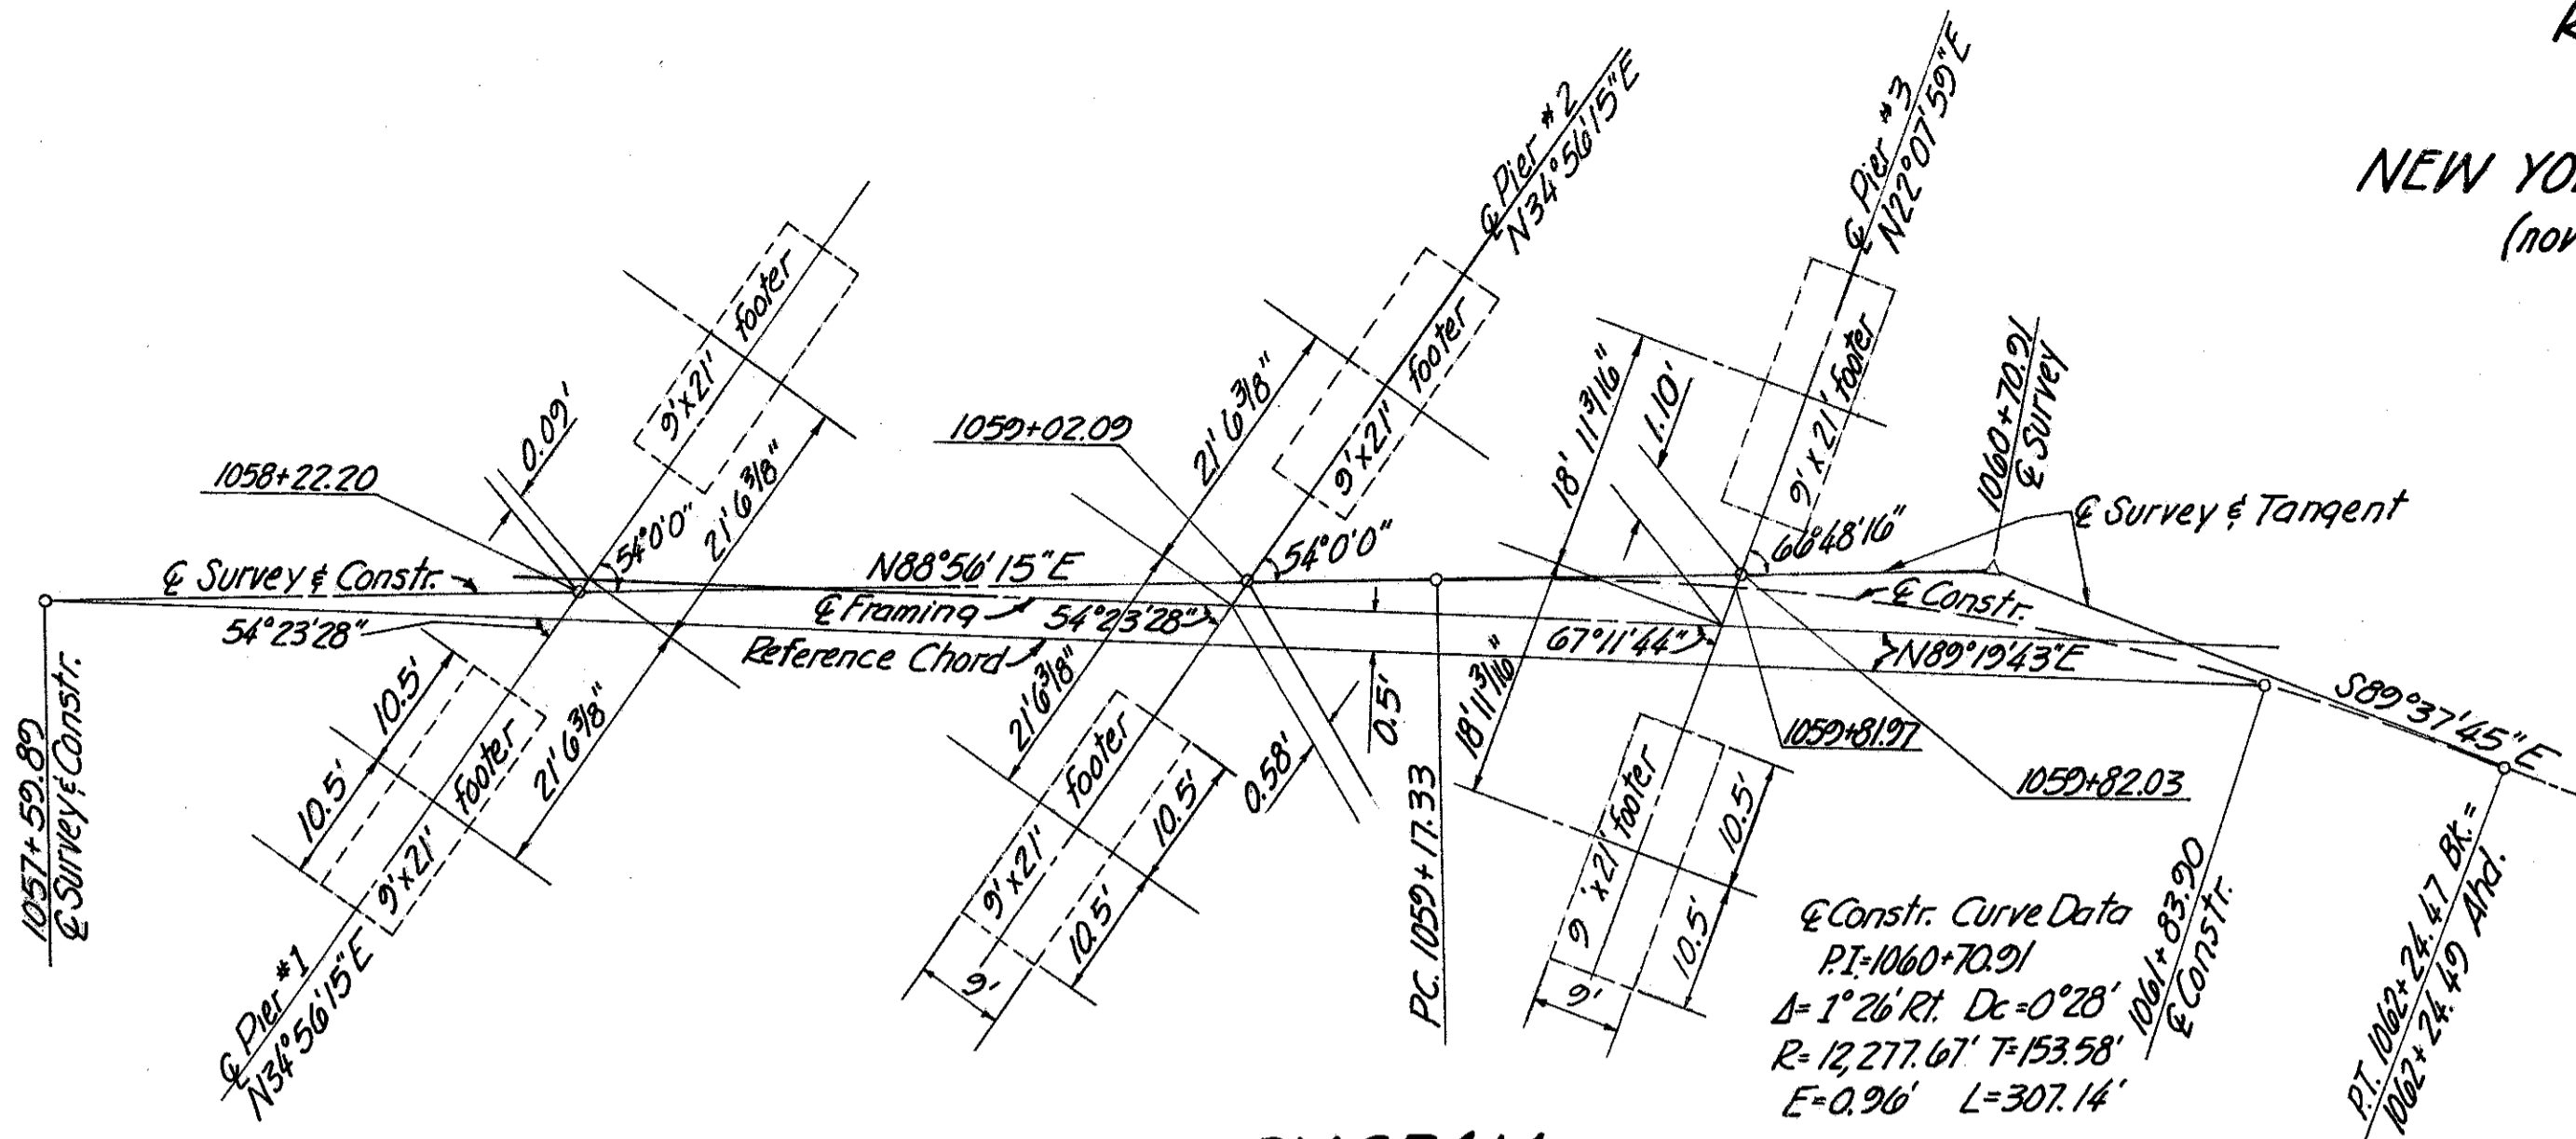 NEW YO
(no
℄ Pier #2
N34°56'15"E
℄ Pier #3
N22°07'59"E
9'x21' footer
0.09'
21' 6 3/8"
1058+22.20
54°0'0"
℄ Survey & Constr.
54°23'28"
1057+59.89
℄ Survey & Constr.
10.5'
10.5'
9'x21' footer
21' 6 3/8"
℄ Pier #1
N34°56'15"E
1059+02.09
21' 6 3/8"
9'x21' footer
54°0'0"
N88°56'15"E
℄ Framing
54°23'28"
Reference Chord
21' 6 3/8"
0.5'
0.58'
9'x21' footer
10.5'
10.5'
9'
P.C. 1059+17.33
18' 11 3/16"
1.10'
9'x21' footer
66°48'16"
1060+70.91
℄ Survey
℄ Survey & Tangent
℄ Constr.
67°11'44"
N89°19'43"E
S89°37'45"E
18' 11 3/16"
1059+81.97
1059+82.03
9'x21' footer
10.5'
10.5'
9'
1061+83.90
℄ Constr.
P.T. 1062+24.47 BK.=
1062+24.49 Ahd.
℄ Constr. Curve Data
P.I.=1060+70.91
Δ=1°26' Rt. Dc=0°28'
R=12,277.67' T=153.58'
E=0.96' L=307.14'